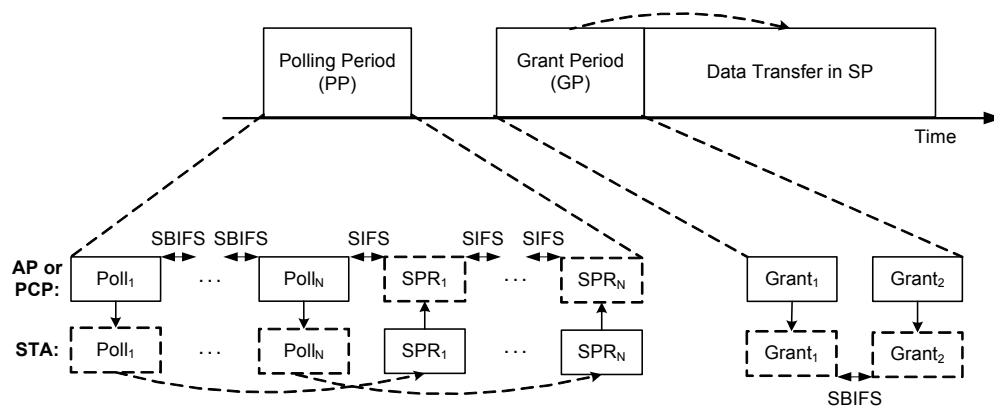 Polling Period
(PP)
Grant Period
(GP)
Data Transfer in SP
Time
SBIFS SBIFS SIFS SIFS SIFS
AP or
PCP:
Poll1 ... PollN SPR1 ... SPRN Grant1 Grant2
STA: Poll1 ... PollN SPR1 ... SPRN Grant1 Grant2
SBIFS